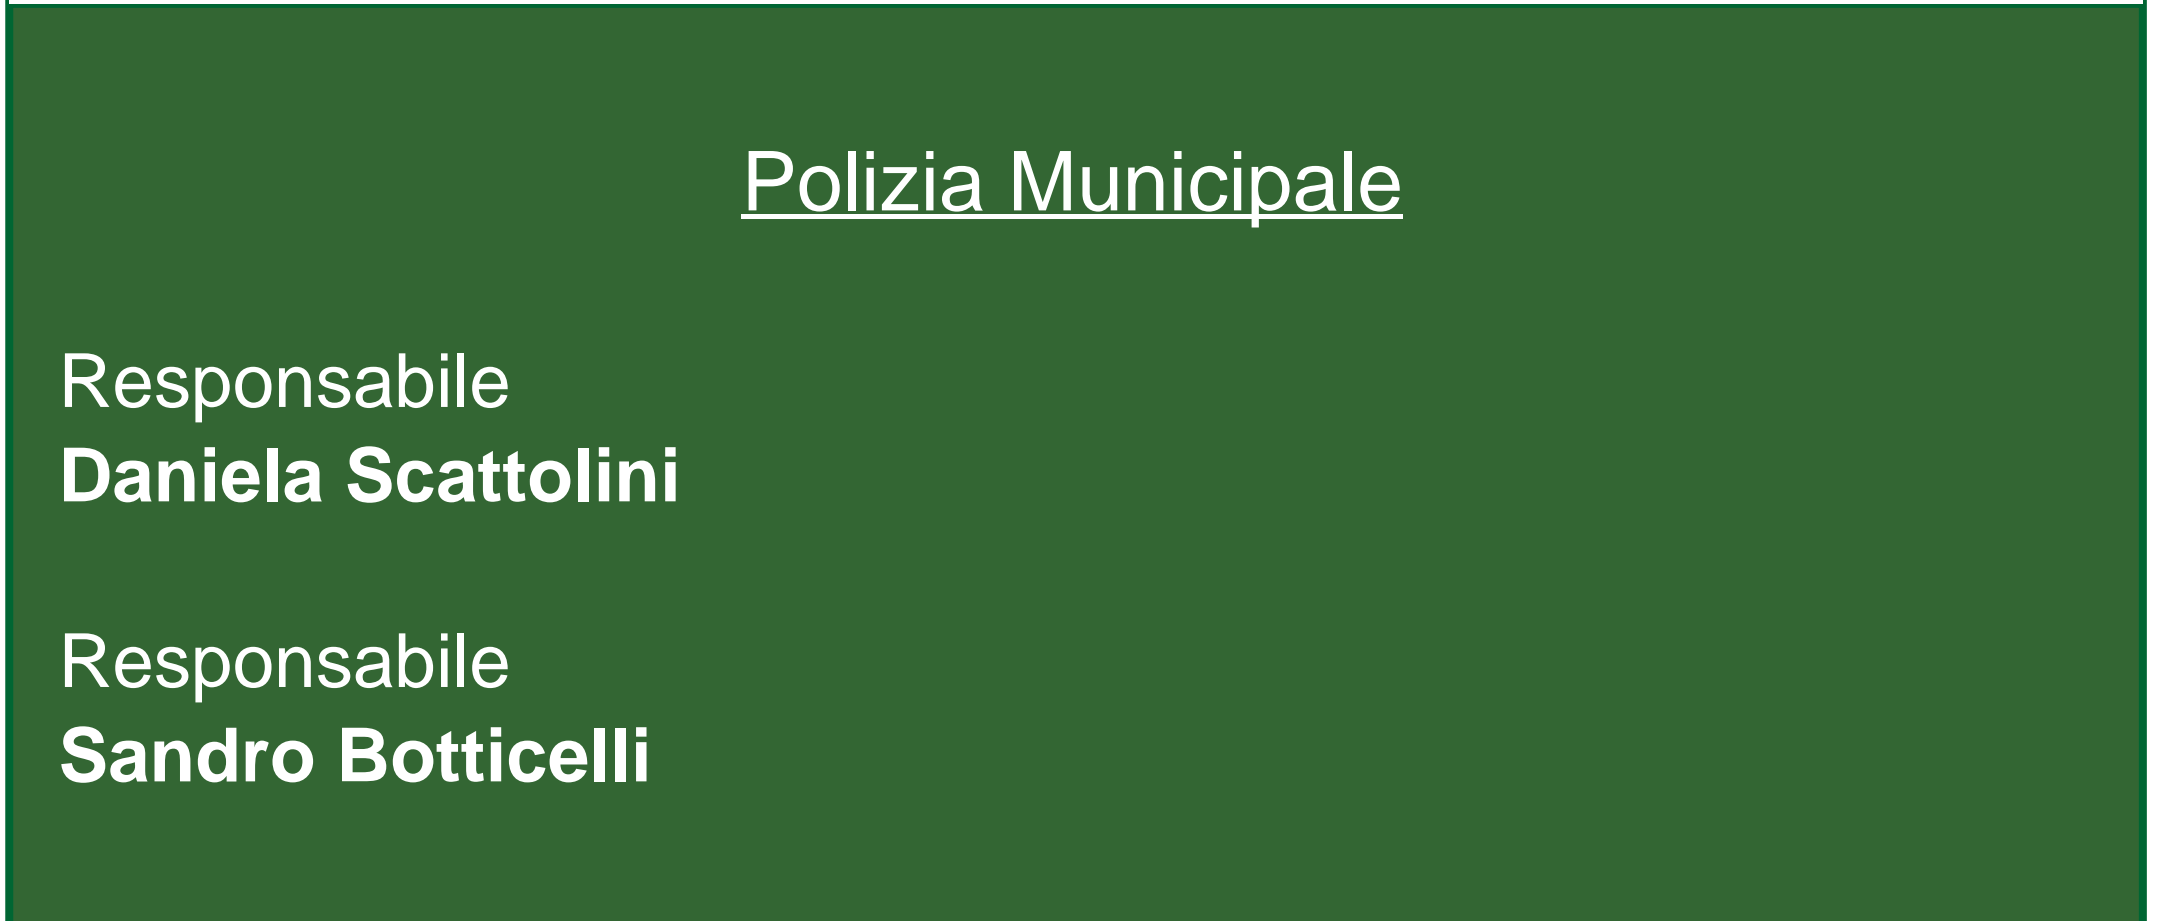 Polizia Municipale
Responsabile
Daniela Scattolini
Responsabile
Sandro Botticelli